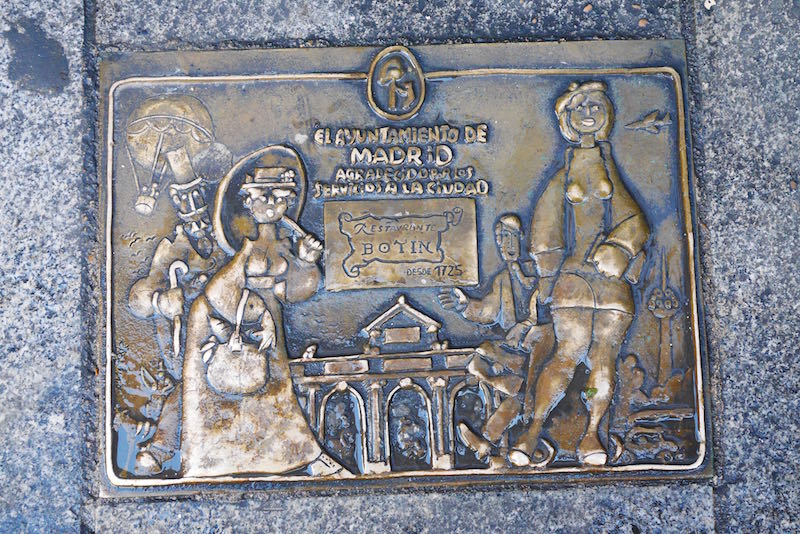 EL AYUNTAMIENTO DE
MADRID
AGRADECIDO POR LOS
SERVICIOS A LA CIUDAD
RESTAURANTE
BOTIN
DESDE 1725